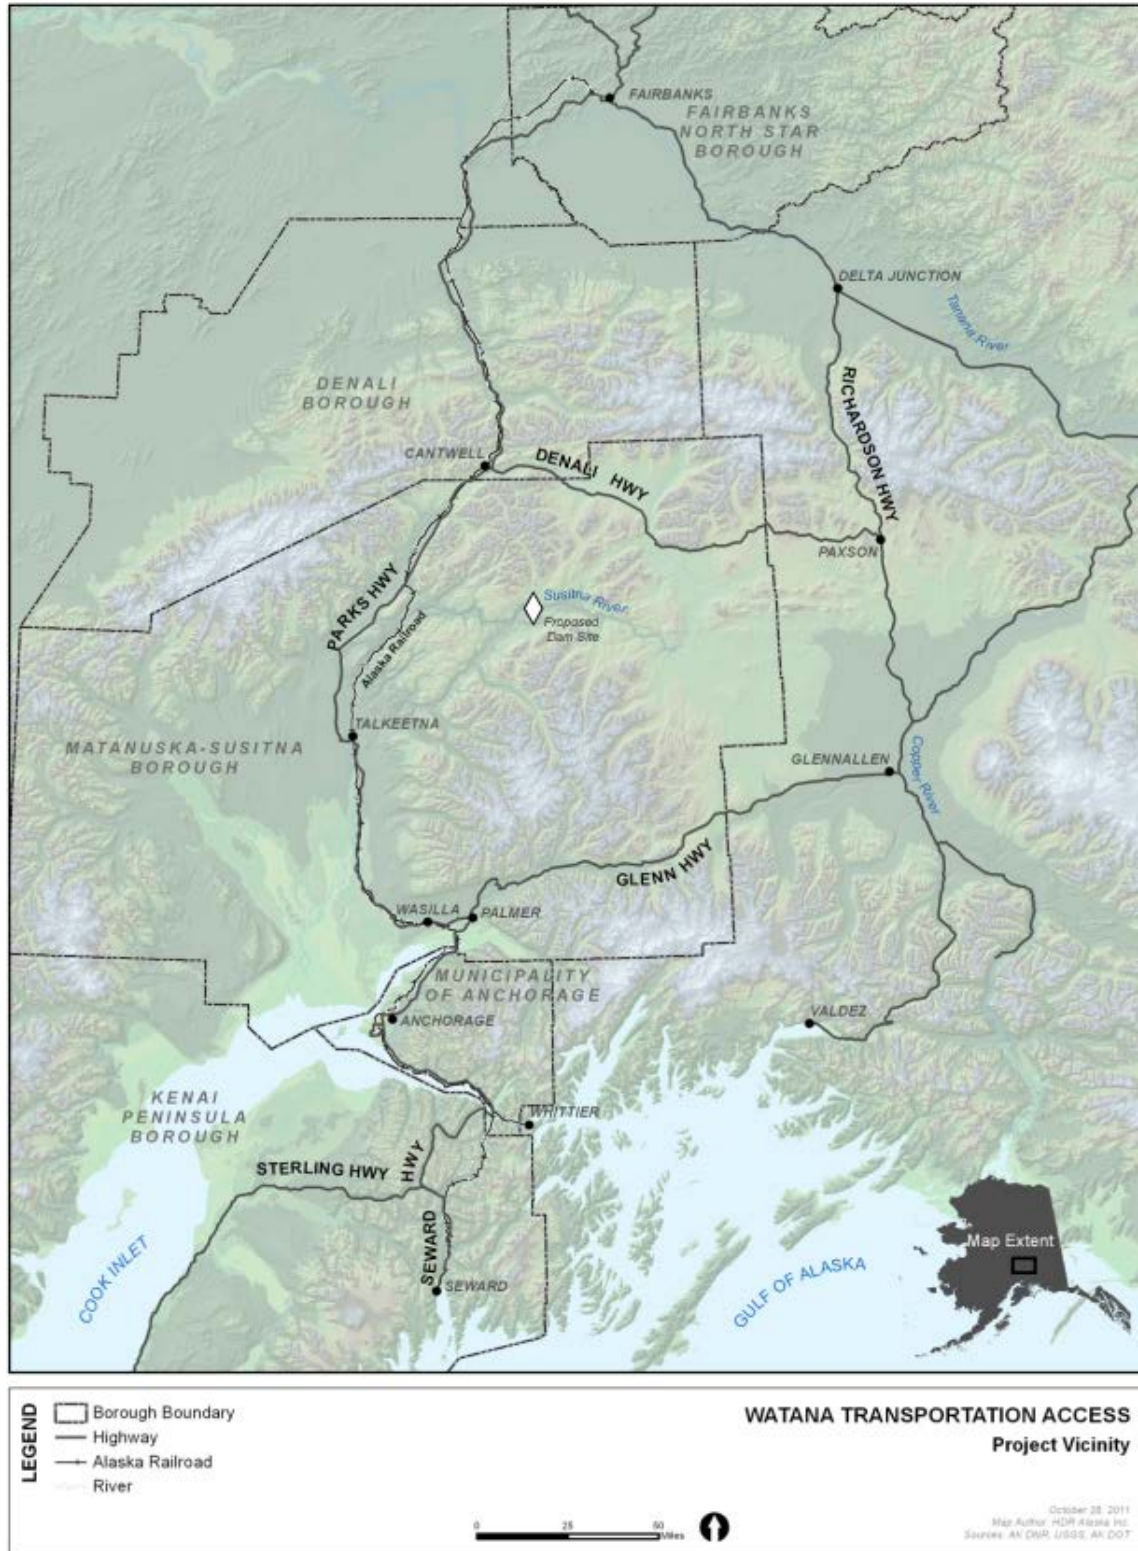 FAIRBANKS
FAIRBANKS
NORTH STAR
BOROUGH
DELTA JUNCTION
Tanana River
DENALI
BOROUGH
RICHARDSON HWY
CANTWELL
DENALI HWY
PAXSON
PARKS HWY
Susitna River
Proposed
Dam Site
Alaska Railroad
TALKEETNA
MATANUSKA-SUSITNA
BOROUGH
GLENNALLEN
Copper River
GLENN HWY
WASILLA
PALMER
MUNICIPALITY
OF ANCHORAGE
ANCHORAGE
VALDEZ
KENAI
PENINSULA
BOROUGH
WHITTIER
STERLING HWY
SEWARD HWY
SEWARD
COOK INLET
GULF OF ALASKA
Map Extent
LEGEND
Borough Boundary
Highway
Alaska Railroad
River
WATANA TRANSPORTATION ACCESS
Project Vicinity
0 25 50
Miles
October 28, 2011
Map Author: HDR Alaska Inc.
Sources: AK DNR, USGS, AK DOT